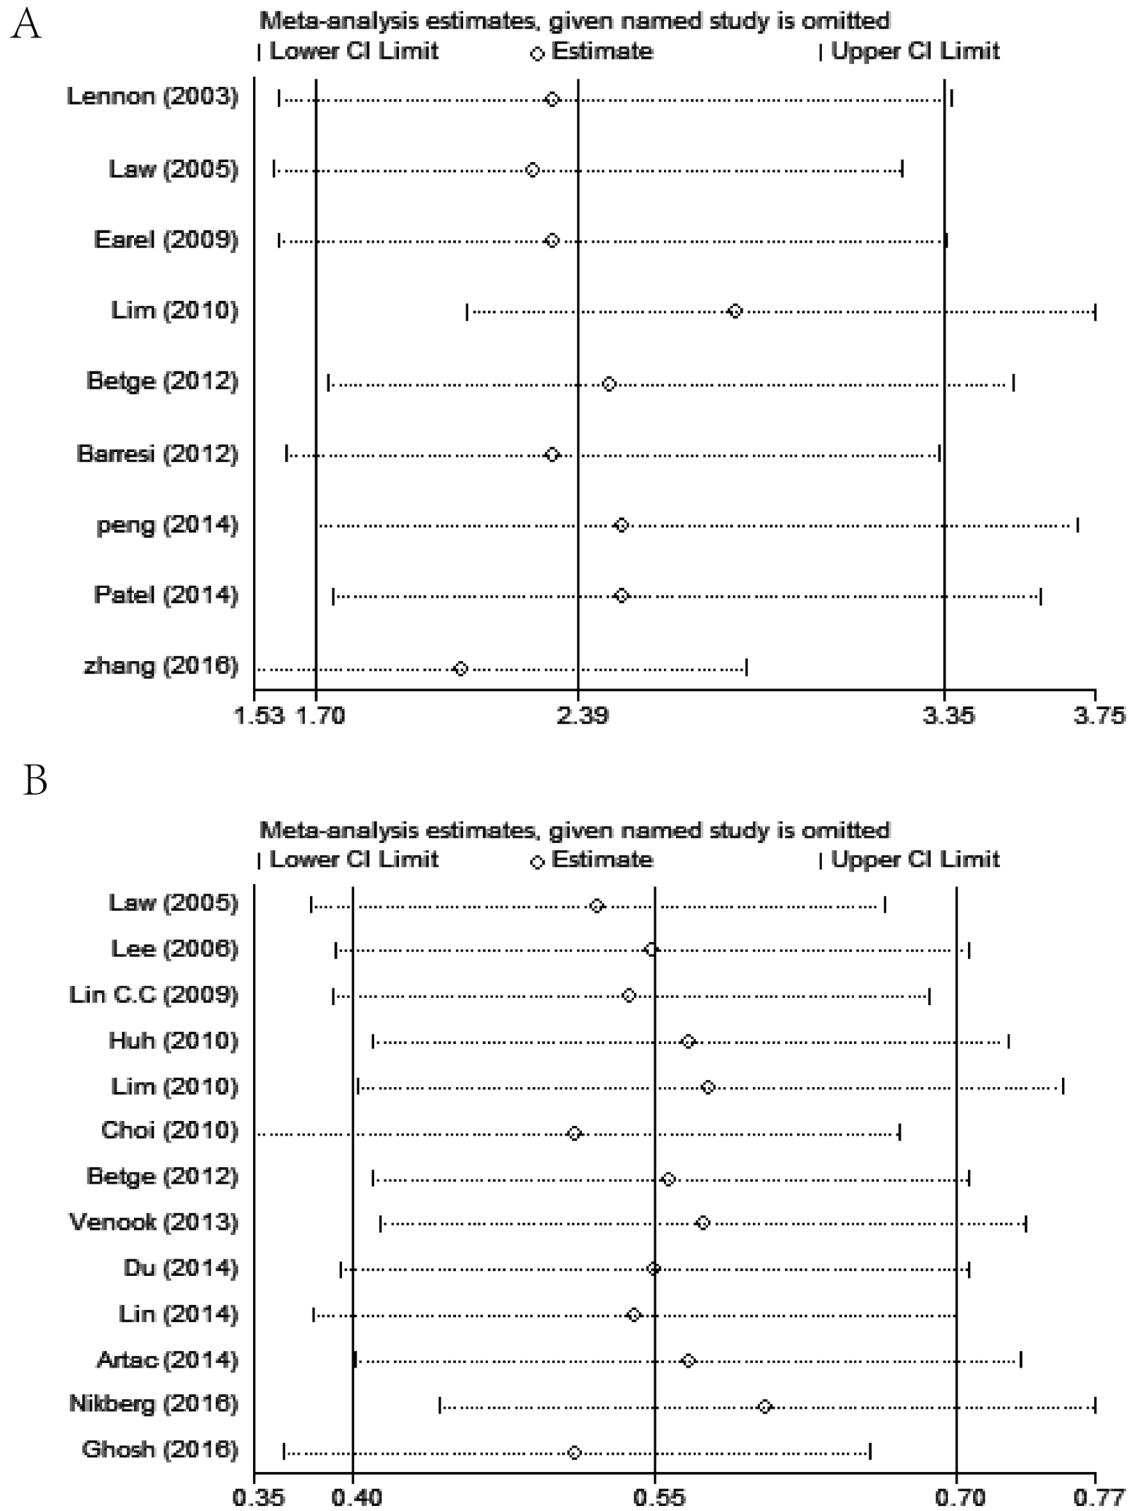 A
Meta-analysis estimates, given named study is omitted
| Lower CI Limit ○ Estimate | Upper CI Limit
Lennon (2003)
Law (2005)
Earel (2009)
Lim (2010)
Betge (2012)
Barresi (2012)
peng (2014)
Patel (2014)
zhang (2016)
1.53 1.70 2.39 3.35 3.75
B
Meta-analysis estimates, given named study is omitted
| Lower CI Limit ○ Estimate | Upper CI Limit
Law (2005)
Lee (2006)
Lin C.C (2009)
Huh (2010)
Lim (2010)
Choi (2010)
Betge (2012)
Venook (2013)
Du (2014)
Lin (2014)
Artac (2014)
Nikberg (2016)
Ghosh (2016)
0.35 0.40 0.55 0.70 0.77